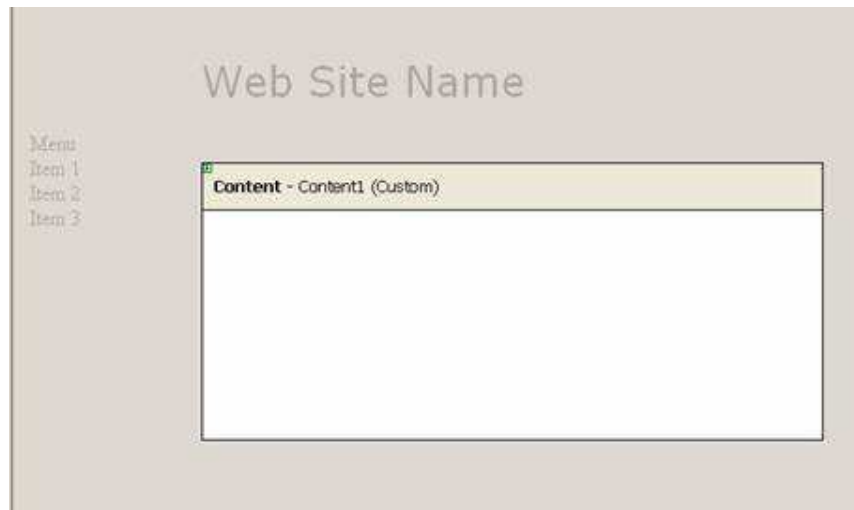 Web Site Name
Menu
Item 1
Item 2
Item 3
Content - Content1 (Custom)